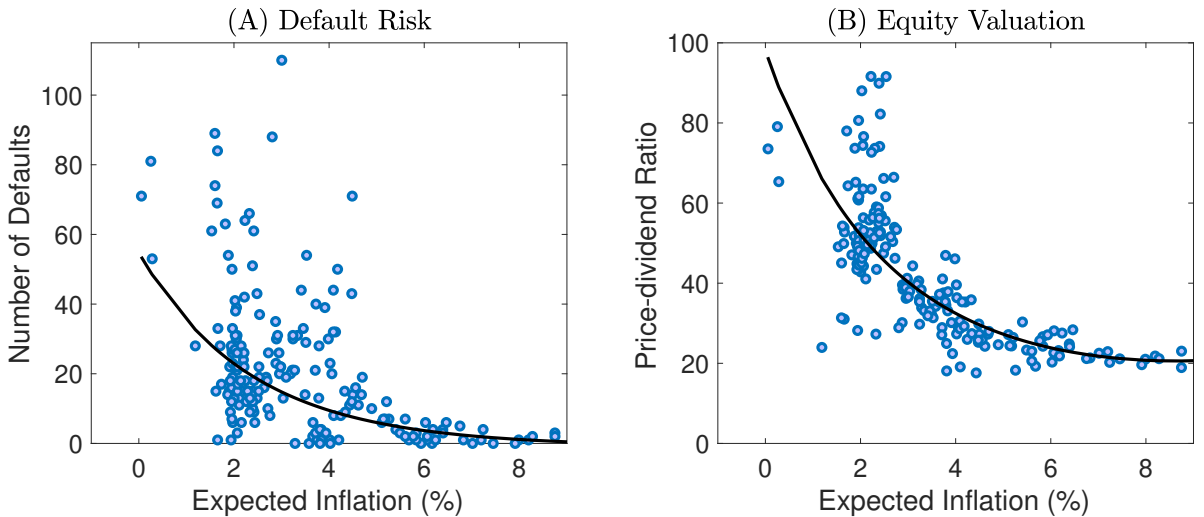 (A) Default Risk
Number of Defaults
100
80
60
40
20
0
0 2 4 6 8
Expected Inflation (%)
(B) Equity Valuation
Price-dividend Ratio
100
80
60
40
20
0
0 2 4 6 8
Expected Inflation (%)